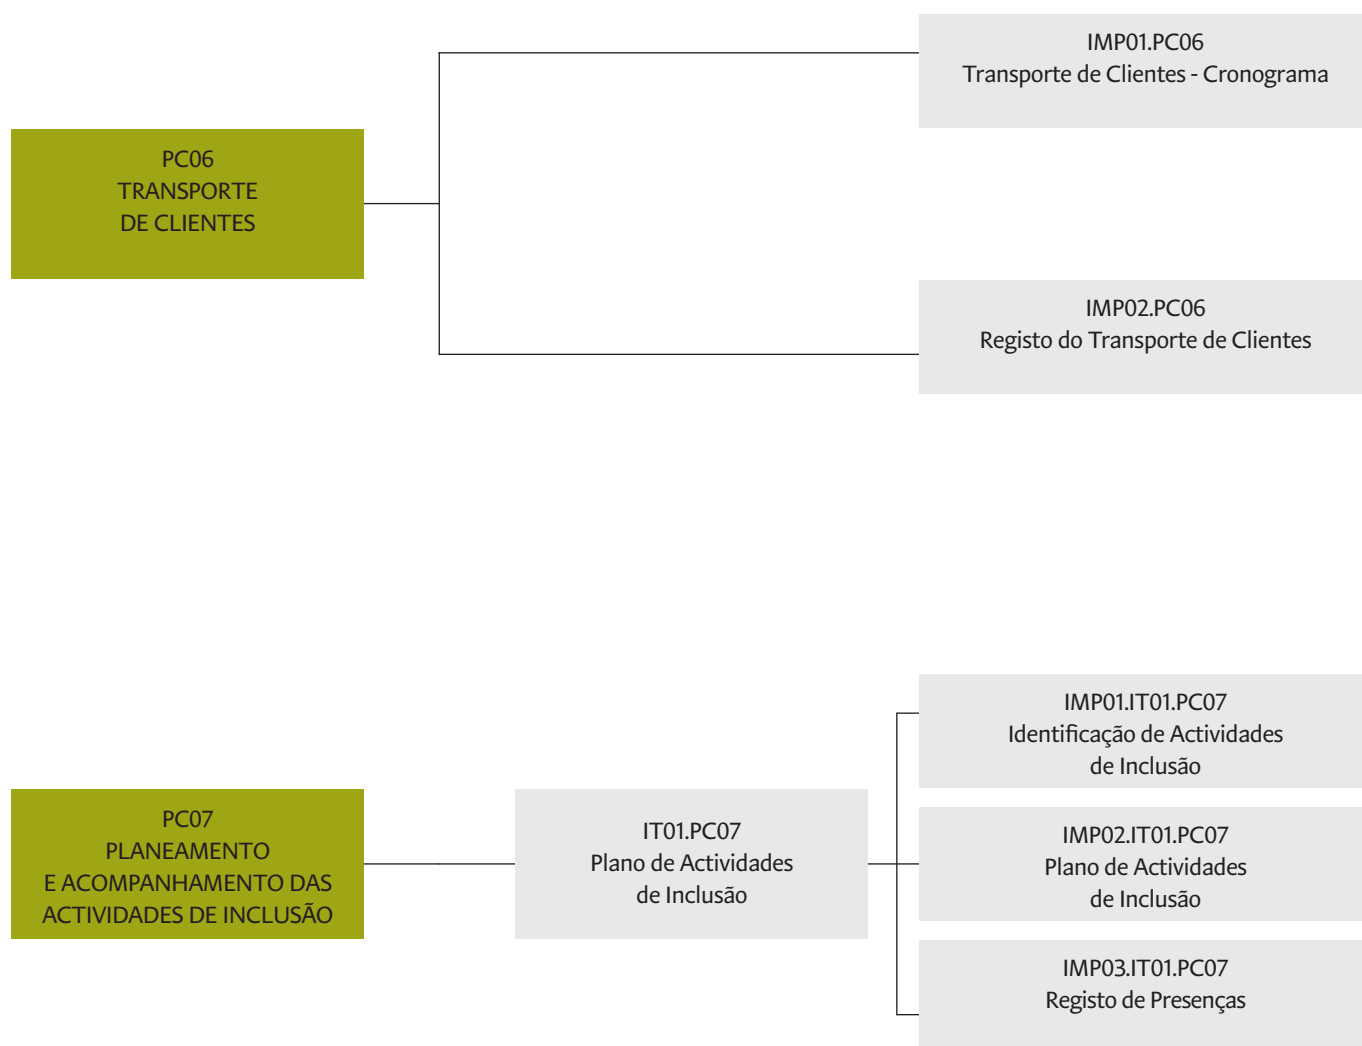 IMP01.PC06
Transporte de Clientes - Cronograma
PC06
TRANSPORTE
DE CLIENTES
IMP02.PC06
Registo do Transporte de Clientes
PC07
PLANEAMENTO
E ACOMPANHAMENTO DAS
ACTIVIDADES DE INCLUSÃO
IT01.PC07
Plano de Actividades
de Inclusão
IMP01.IT01.PC07
Identificação de Actividades
de Inclusão
IMP02.IT01.PC07
Plano de Actividades
de Inclusão
IMP03.IT01.PC07
Registo de Presenças